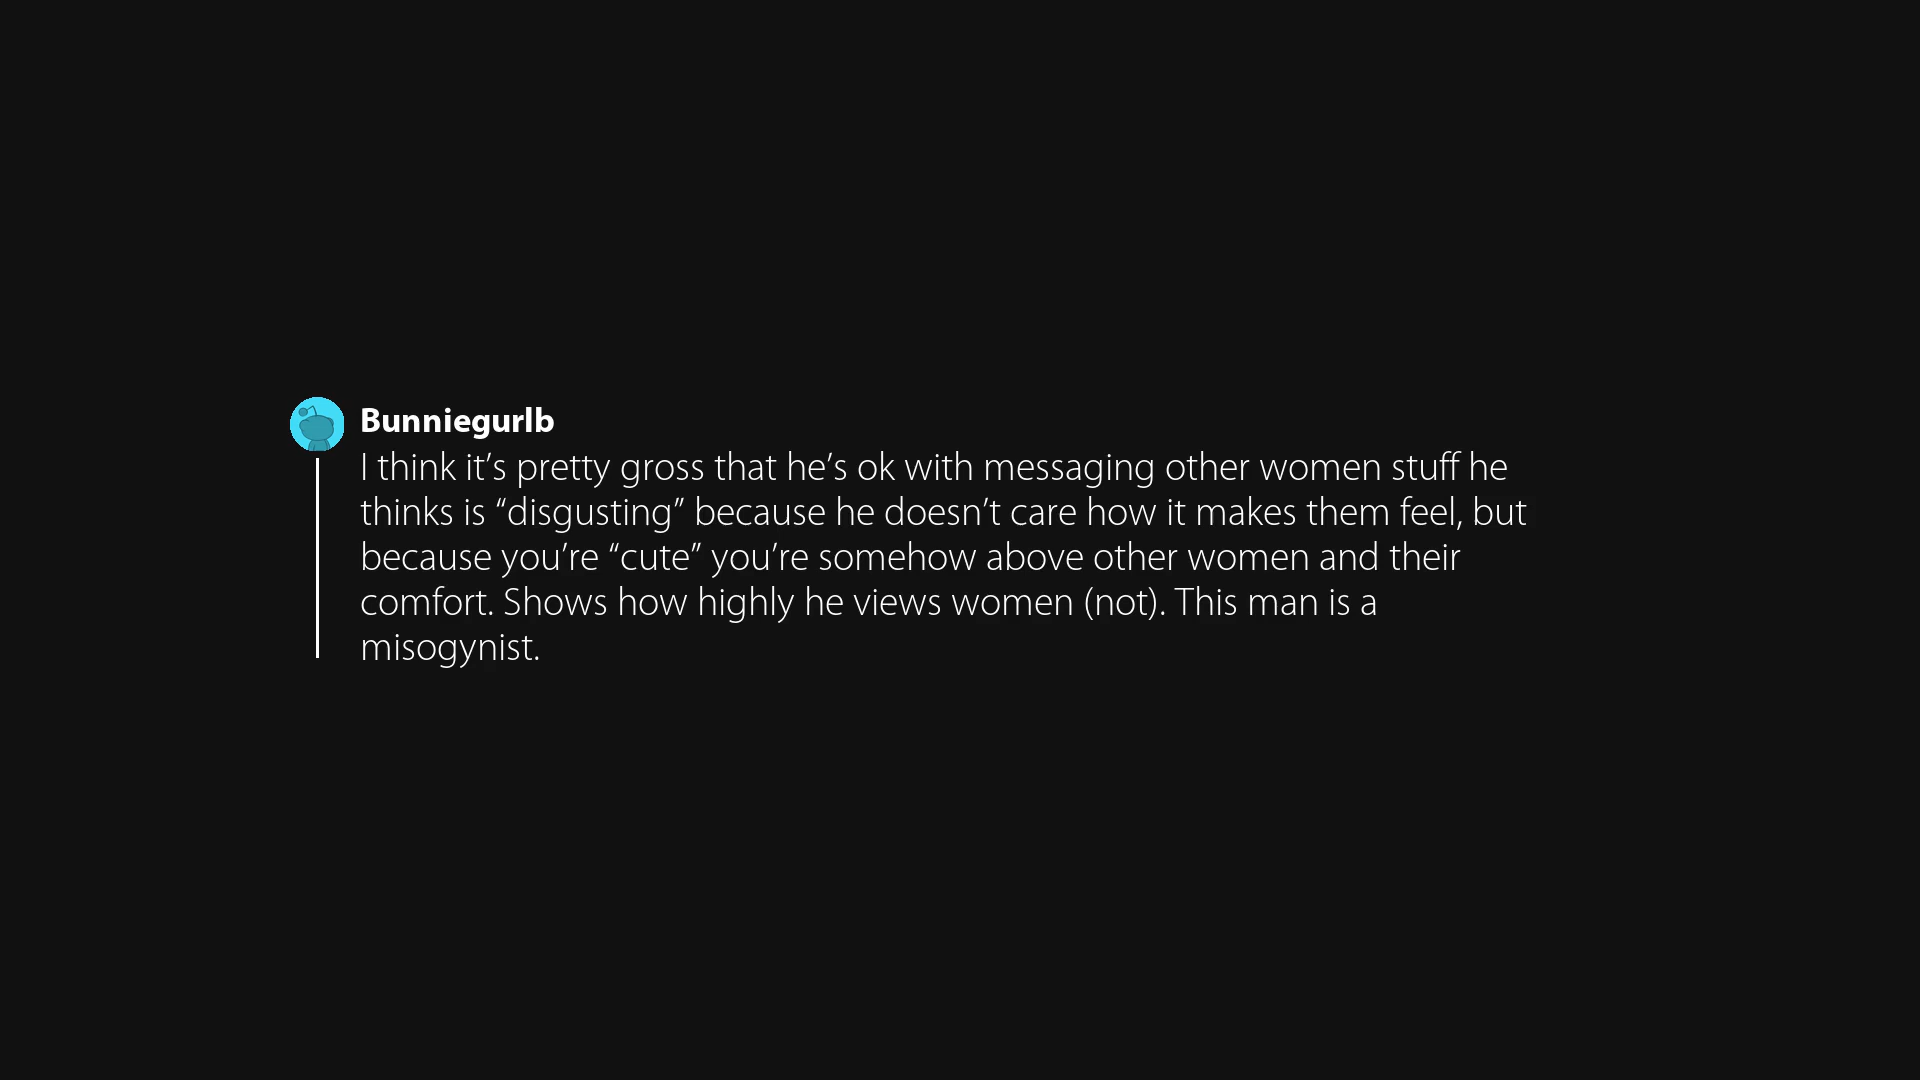 Bunniegurlb
I think it’s pretty gross that he’s ok with messaging other women stuff he
thinks is “disgusting” because he doesn’t care how it makes them feel, but
because you’re “cute” you’re somehow above other women and their
comfort. Shows how highly he views women (not). This man is a
misogynist.